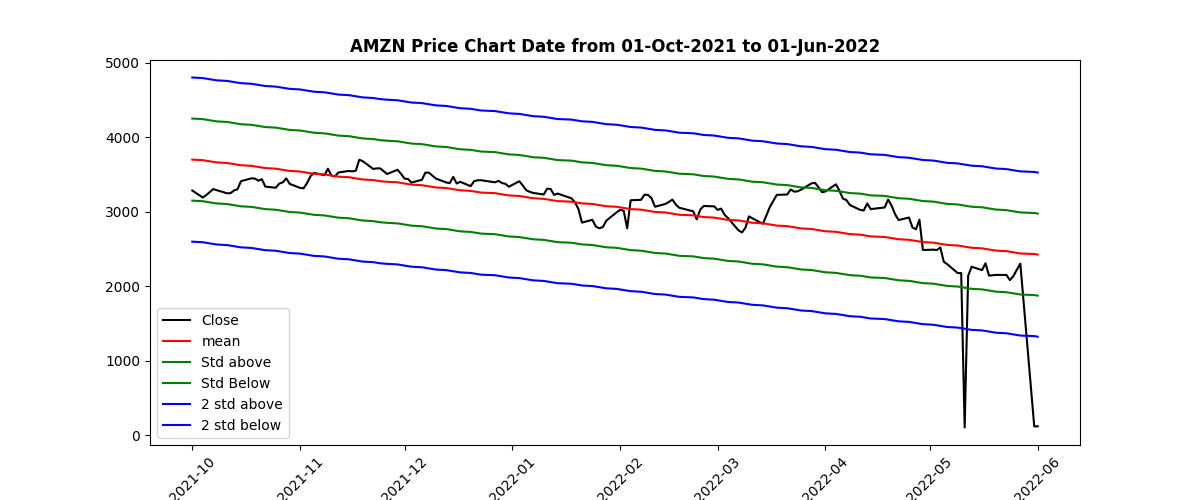 AMZN Price Chart Date from 01-Oct-2021 to 01-Jun-2022
5000
4000
3000
2000
1000
0
Close
mean
Std above
Std Below
2 std above
2 std below
2021-10
2021-11
2021-12
2022-01
2022-02
2022-03
2022-04
2022-05
2022-06